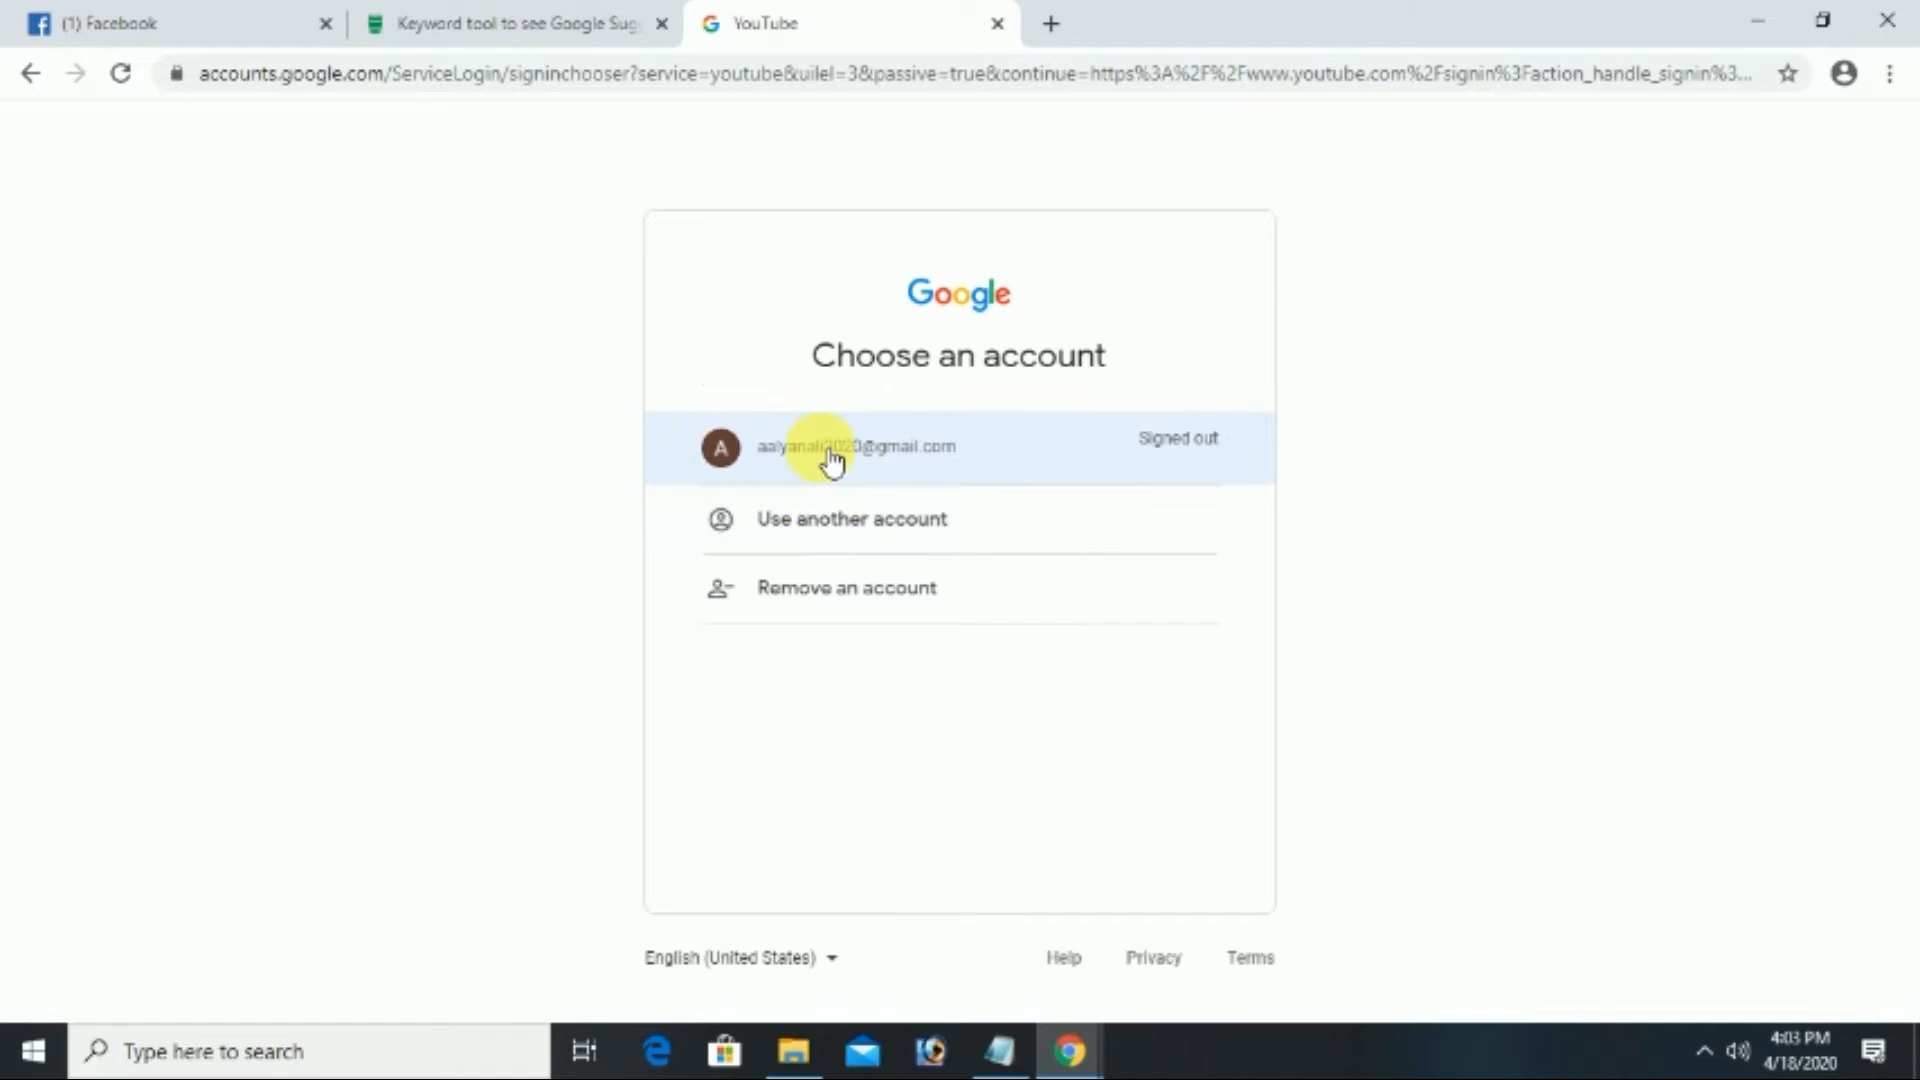 (1) Facebook
Keyword tool to see Google Sug
YouTube
accounts.google.com/ServiceLogin/signinchooser?service=youtube&uilel=3&passive=true&continue=https%3A%2F%2Fwww.youtube.com%2Fsignin%3Faction_handle_signin%3...
Google
Choose an account
A
aalyanali2020@gmail.com
Signed out
Use another account
Remove an account
English (United States)
Help
Privacy
Terms
Type here to search
4:03 PM
4/18/2020